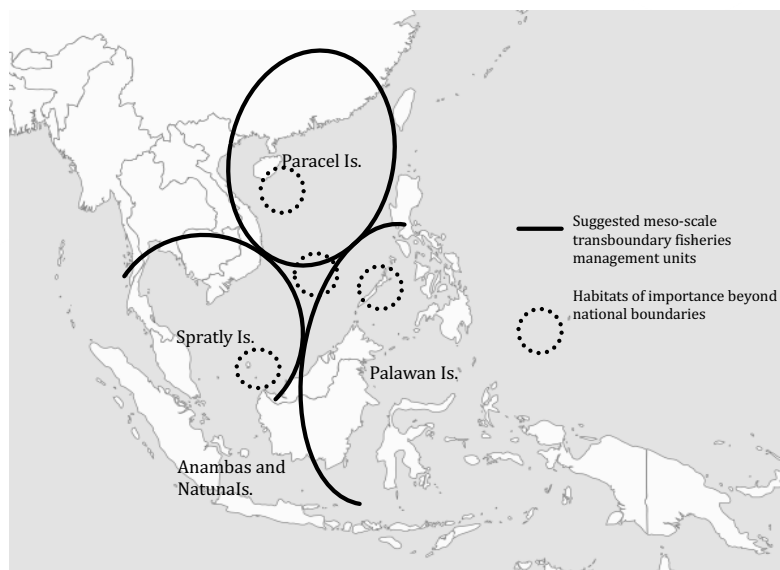 Paracel Is.
Suggested meso-scale
transboundary fisheries
management units
Habitats of importance beyond
national boundaries
Spratly Is.
Palawan Is.
Anambas and
NatunaIs.